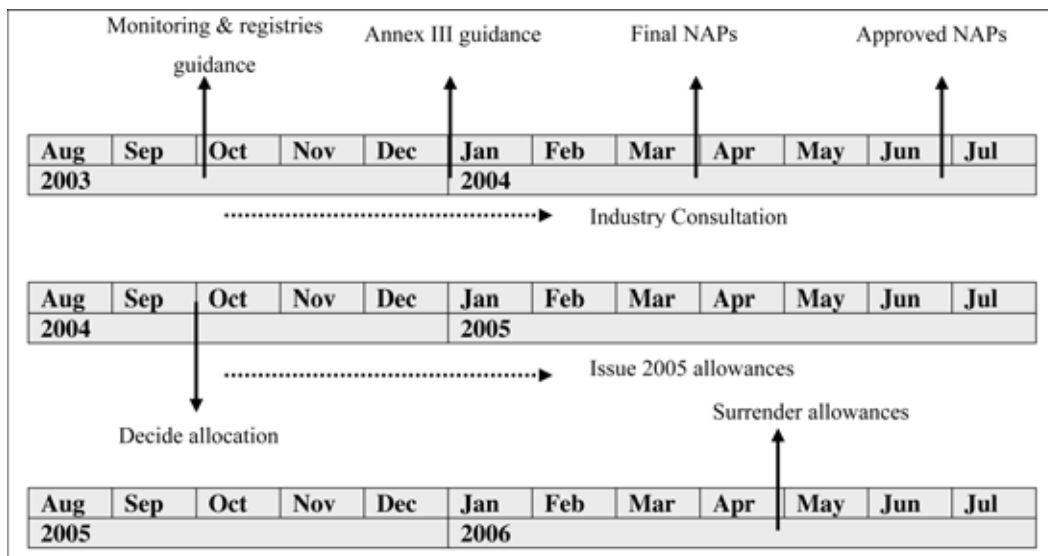 Monitoring & registries
guidance
Annex III guidance
Final NAPs
Approved NAPs
Aug Sep Oct Nov Dec Jan Feb Mar Apr May Jun Jul
2003 2004
Industry Consultation
Aug Sep Oct Nov Dec Jan Feb Mar Apr May Jun Jul
2004 2005
Issue 2005 allowances
Decide allocation
Surrender allowances
Aug Sep Oct Nov Dec Jan Feb Mar Apr May Jun Jul
2005 2006